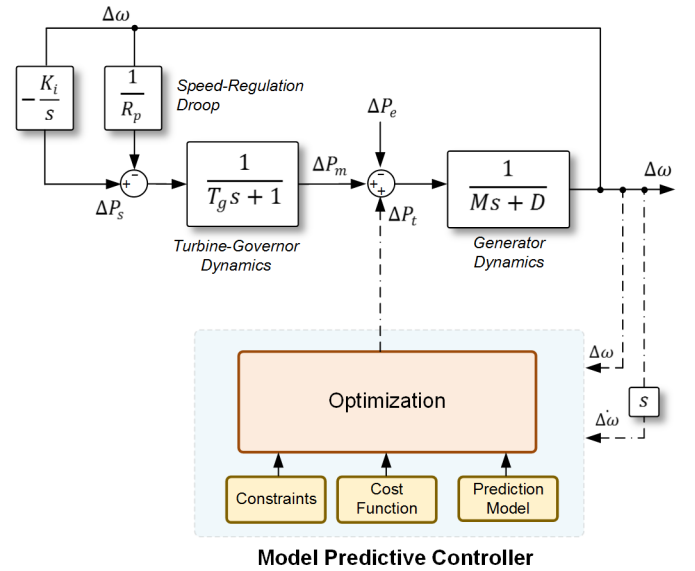 Δω
−K_i/s
1/R_p
Speed-Regulation
Droop
ΔP_e
1/(T_g s + 1)
ΔP_m
1/(Ms + D)
Δω
ΔP_s
ΔP_t
Turbine-Governor
Dynamics
Generator
Dynamics
Δω
Optimization
s
Δω̇
Constraints
Cost
Function
Prediction
Model
Model Predictive Controller